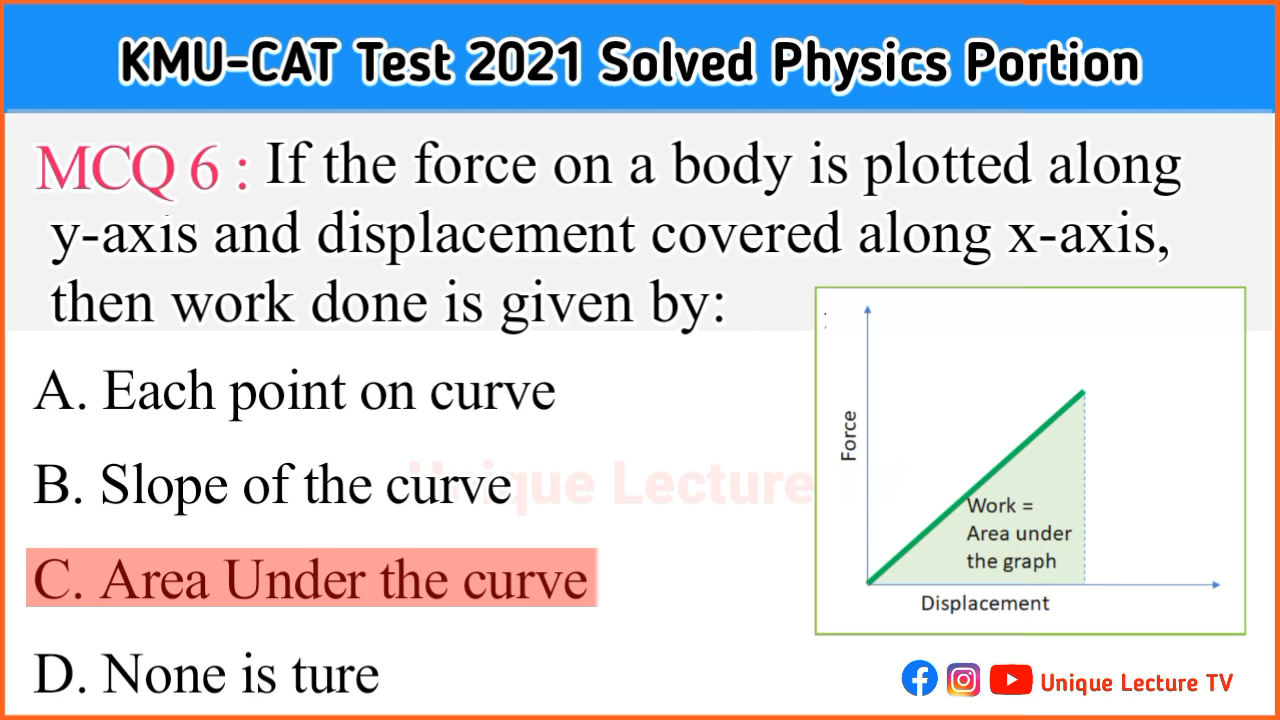 KMU-CAT Test 2021 Solved Physics Portion
MCQ 6 : If the force on a body is plotted along
y-axis and displacement covered along x-axis,
then work done is given by:
A. Each point on curve
B. Slope of the curve
C. Area Under the curve
D. None is ture
Force
Work =
Area under
the graph
Displacement
Unique Lecture TV
Unique Lecture TV